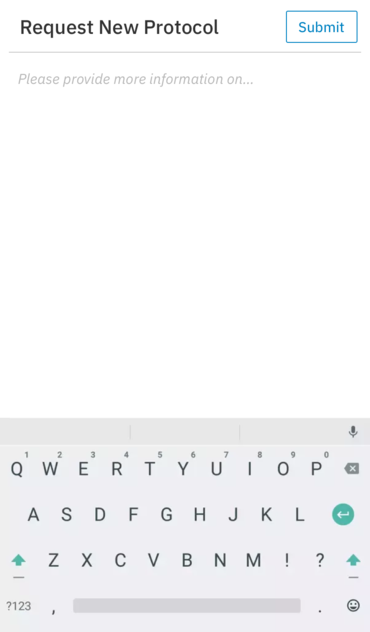 Request New Protocol
Submit
Please provide more information on...
1 2 3 4 5 6 7 8 9 0
Q W E R T Y U I O P
A S D F G H J K L
Z X C V B N M ! ?
?123 , .